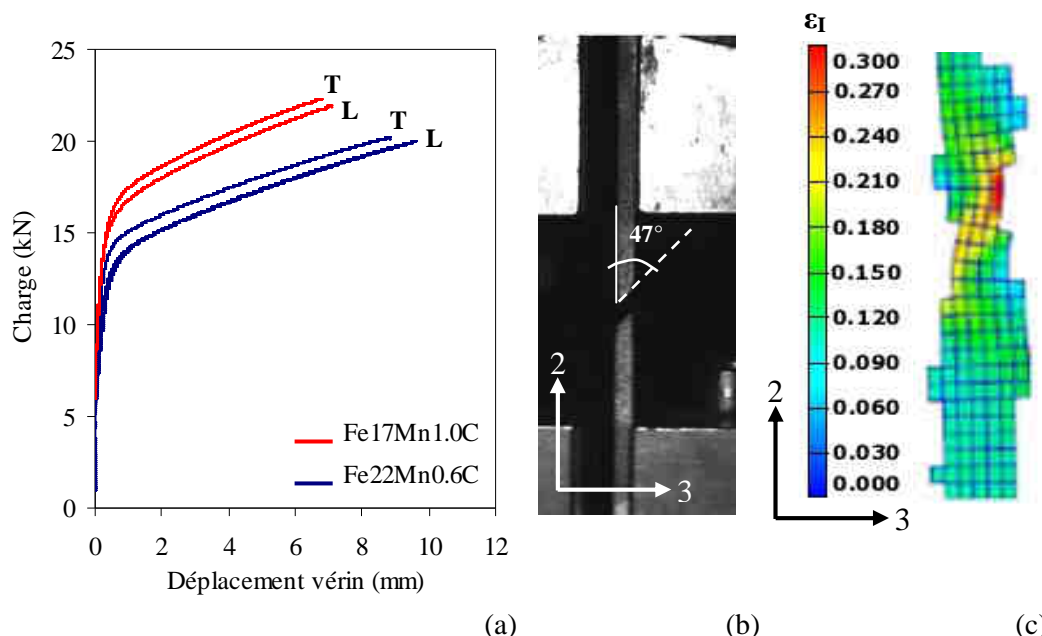 25
20
15
10
5
0
Charge (kN)
0 2 4 6 8 10 12
Déplacement vérin (mm)
T
L
T
L
Fe17Mn1.0C
Fe22Mn0.6C
(a)
47°
2
3
(b)
εI
0.300
0.270
0.240
0.210
0.180
0.150
0.120
0.090
0.060
0.030
0.000
2
3
(c)